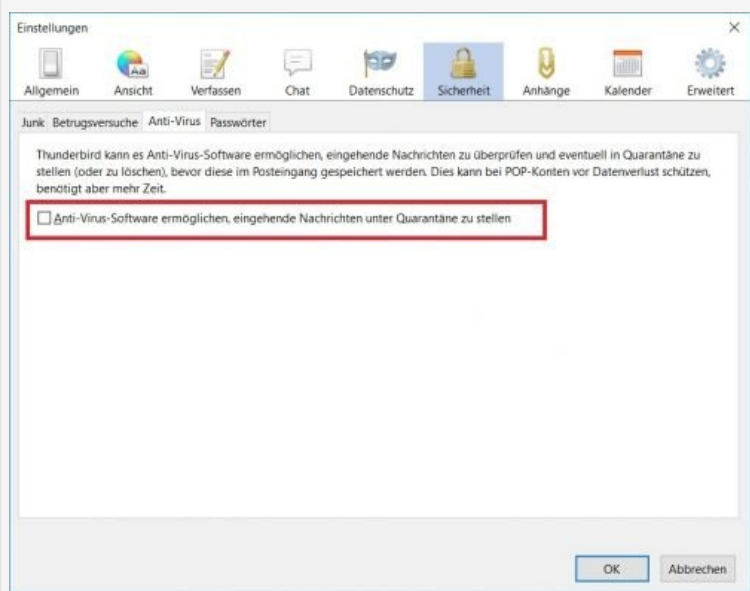 Einstellungen
Aa
Allgemein Ansicht Verfassen Chat Datenschutz Sicherheit Anhänge Kalender Erweitert
Junk Betrugsversuche Anti-Virus Passwörter
Thunderbird kann es Anti-Virus-Software ermöglichen, eingehende Nachrichten zu überprüfen und eventuell in Quarantäne zu
stellen (oder zu löschen), bevor diese im Posteingang gespeichert werden. Dies kann bei POP-Konten vor Datenverlust schützen,
benötigt aber mehr Zeit.
Anti-Virus-Software ermöglichen, eingehende Nachrichten unter Quarantäne zu stellen
OK Abbrechen